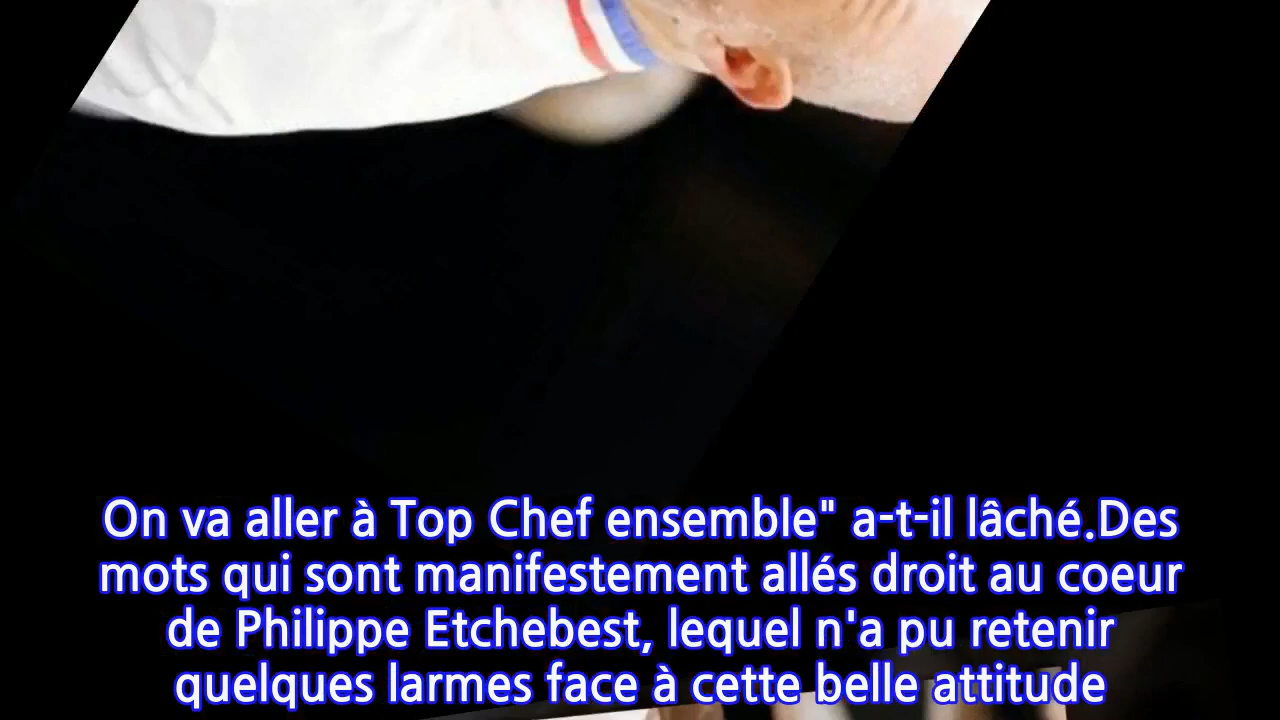 On va aller à Top Chef ensemble" a-t-il lâché.Des
mots qui sont manifestement allés droit au coeur
de Philippe Etchebest, lequel n'a pu retenir
quelques larmes face à cette belle attitude